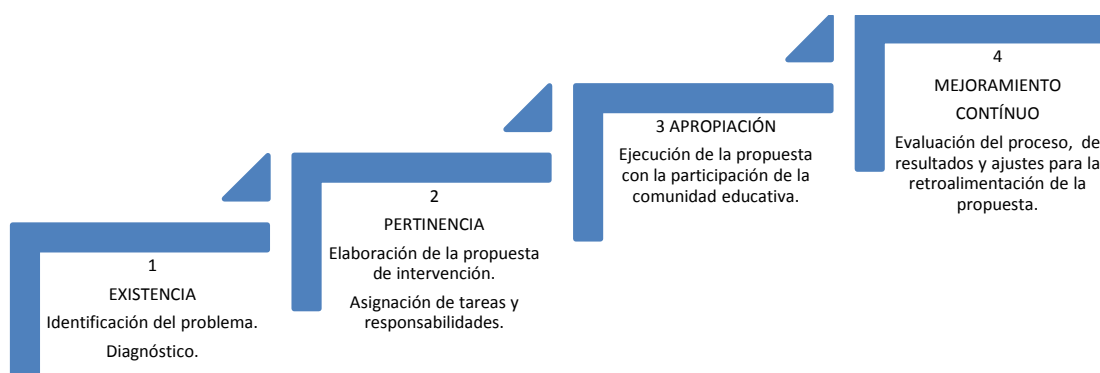 1
EXISTENCIA
Identificación del problema.
Diagnóstico.
2
PERTINENCIA
Elaboración de la propuesta
de intervención.
Asignación de tareas y
responsabilidades.
3 APROPIACIÓN
Ejecución de la propuesta
con la participación de la
comunidad educativa.
4
MEJORAMIENTO
CONTÍNUO
Evaluación del proceso, de
resultados y ajustes para la
retroalimentación de la
propuesta.